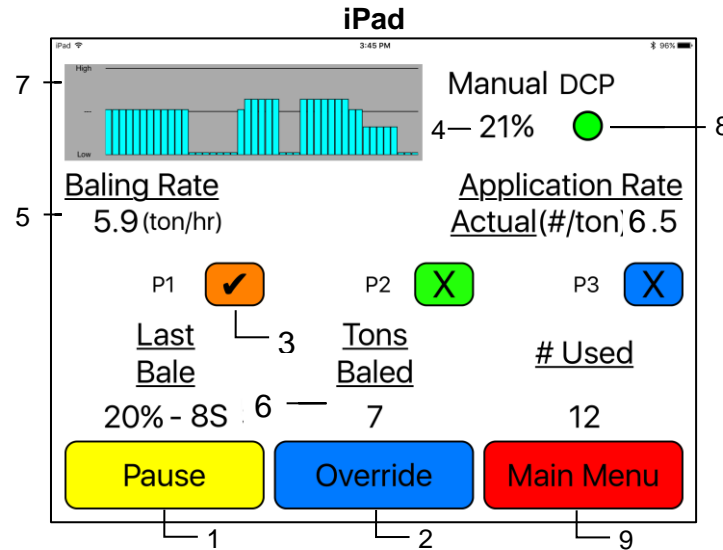 iPad
iPad 3:45 PM 96%
High
7
---
Low
Manual DCP
4 21% 8
Baling Rate
Application Rate
5 5.9 (ton/hr)
Actual(#/ton) 6.5
P1 ✔ P2 X P3 X
3
Last Tons # Used
Bale Baled
20% - 8S 6 7 12
Pause Override Main Menu
1 2 9